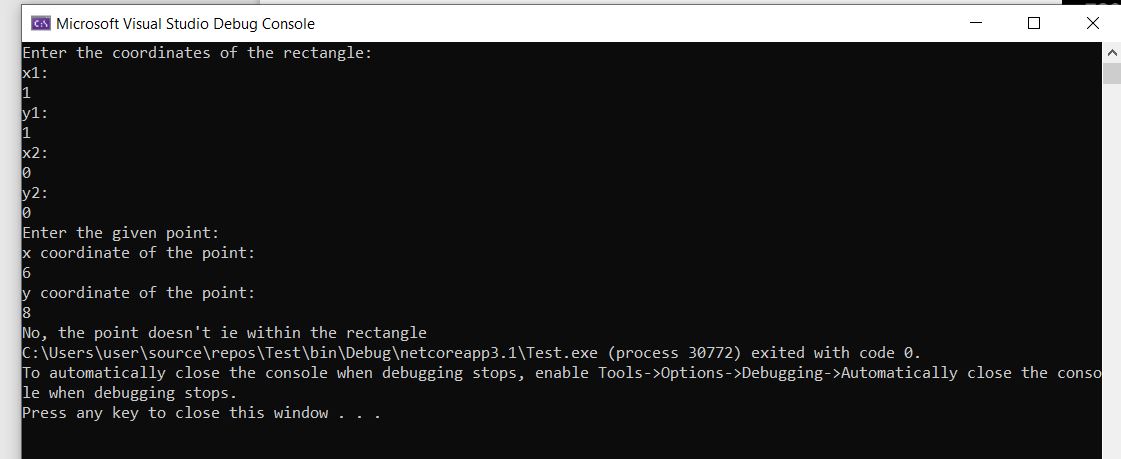 Microsoft Visual Studio Debug Console
Enter the coordinates of the rectangle:
x1:
1
y1:
1
x2:
0
y2:
0
Enter the given point:
x coordinate of the point:
6
y coordinate of the point:
8
No, the point doesn't ie within the rectangle
C:\Users\user\source\repos\Test\bin\Debug\netcoreapp3.1\Test.exe (process 30772) exited with code 0.
To automatically close the console when debugging stops, enable Tools->Options->Debugging->Automatically close the conso
le when debugging stops.
Press any key to close this window . . .